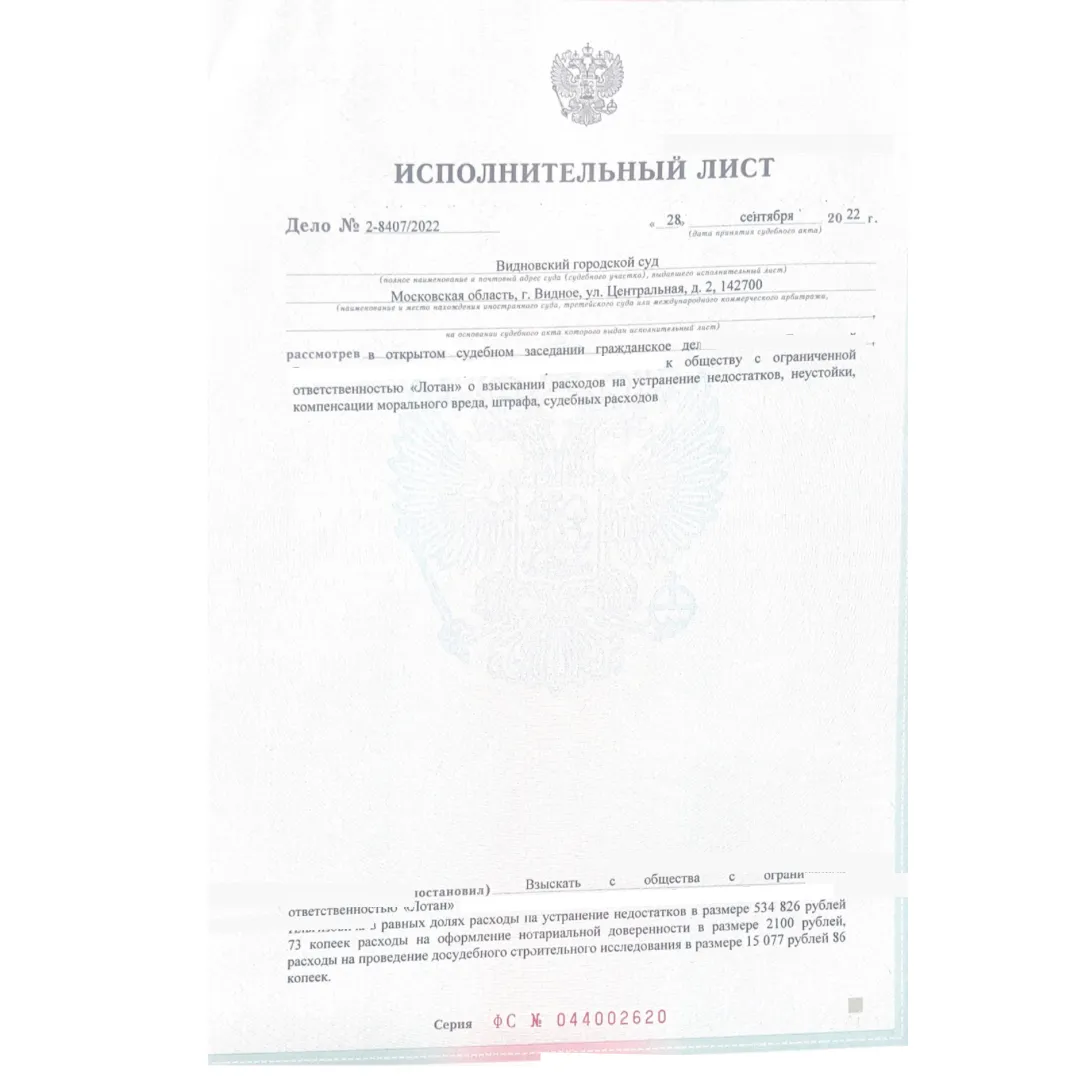 ИСПОЛНИТЕЛЬНЫЙ ЛИСТ
Дело № 2-8407/2022 « 28 » сентября 20 22 г.
(дата принятия судебного акта)
Видновский городской суд
(полное наименование и почтовый адрес суда (судебного участка), выдавшего исполнительный лист)
Московская область, г. Видное, ул. Центральная, д. 2, 142700
(наименование и место нахождения иностранного суда, третейского суда или международного коммерческого арбитража,
на основании судебного акта которого выдан исполнительный лист)
рассмотрев в открытом судебном заседании гражданское
к обществу с ограниченной
ответственностью «Лотан» о взыскании расходов на устранение недостатков, неустойки,
компенсации морального вреда, штрафа, судебных расходов
остановил) Взыскать с общества с
ответственностью «Лотан»
равных долях расходы на устранение недостатков в размере 534 826 рублей
73 копеек расходы на оформление нотариальной доверенности в размере 2100 рублей,
расходы на проведение досудебного строительного исследования в размере 15 077 рублей 86
копеек.
Серия ФС № 044002620